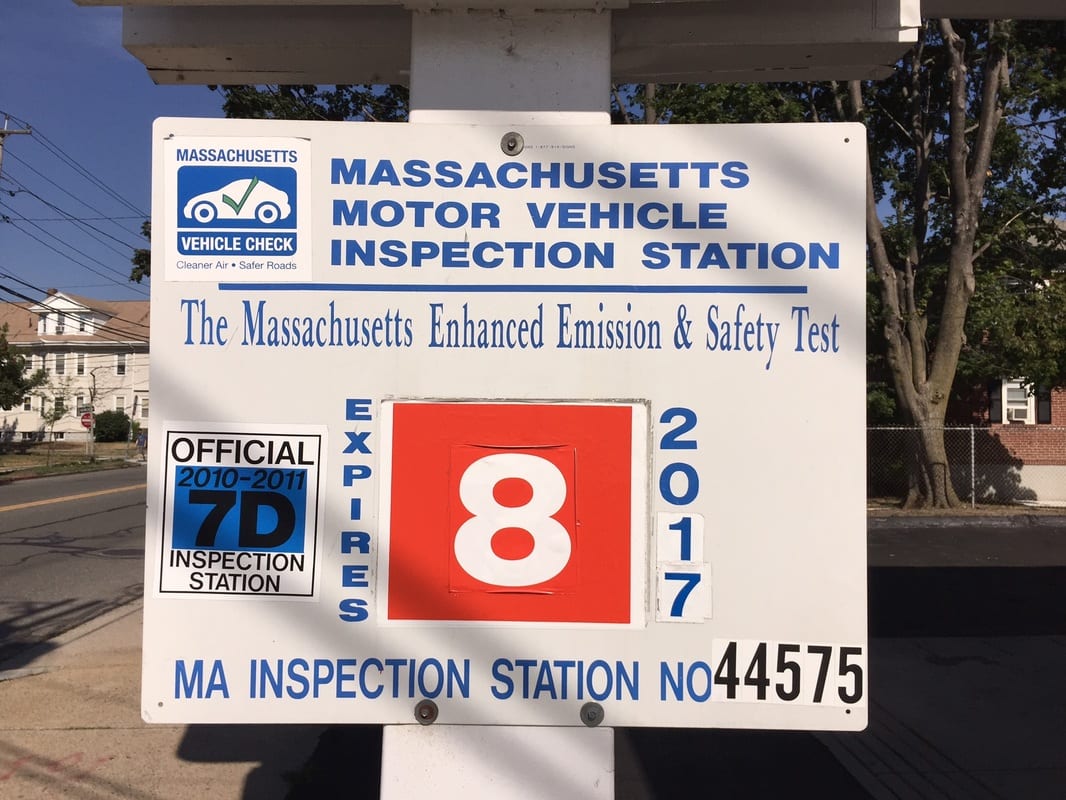 MASSACHUSETTS
VEHICLE CHECK
Cleaner Air • Safer Roads
MASSACHUSETTS
MOTOR VEHICLE
INSPECTION STATION
The Massachusetts Enhanced Emission & Safety Test
OFFICIAL
2010-2011
7D
INSPECTION
STATION
EXPIRES
8
2017
MA INSPECTION STATION NO 44575